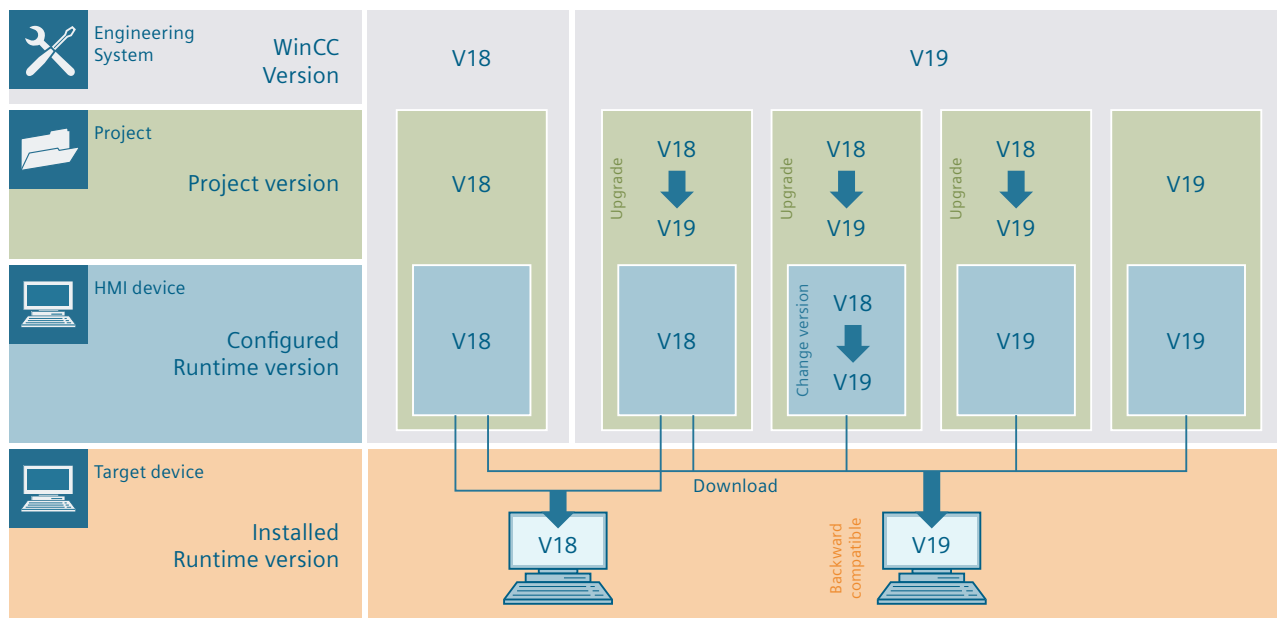 Engineering
System
WinCC
Version
V18
V19
Project
Project version
V18
Upgrade
V18
V19
Upgrade
V18
V19
Upgrade
V18
V19
V19
HMI device
Configured
Runtime version
V18
V18
Change version
V18
V19
V19
V19
Target device
Installed
Runtime version
Download
V18
Backward
compatible
V19